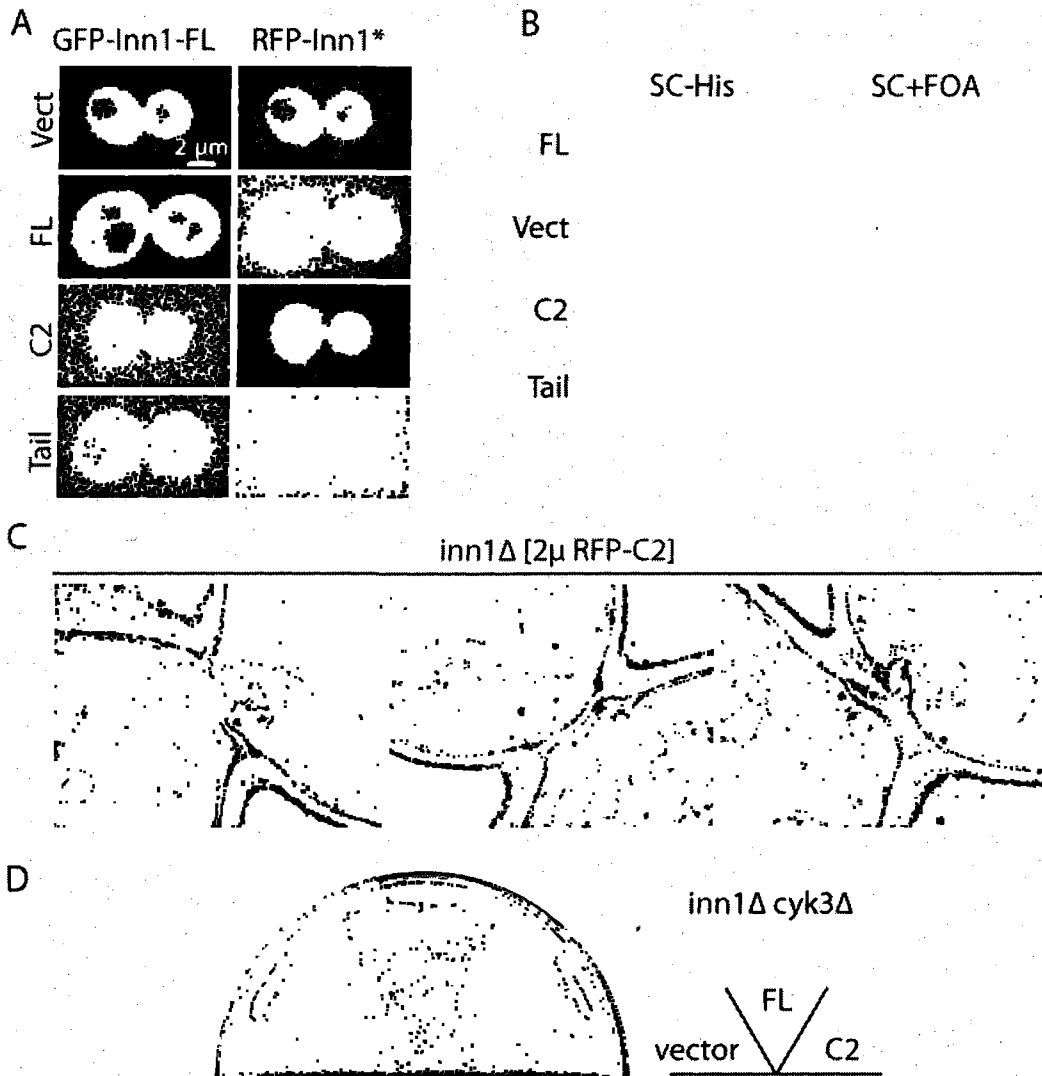 A
GFP-Inn1-FL RFP-Inn1*
Vect
2 μm
FL
C2
Tail
B
SC-His SC+FOA
FL
Vect
C2
Tail
C
inn1Δ [2μ RFP-C2]
D
inn1Δ cyk3Δ
FL
vector C2